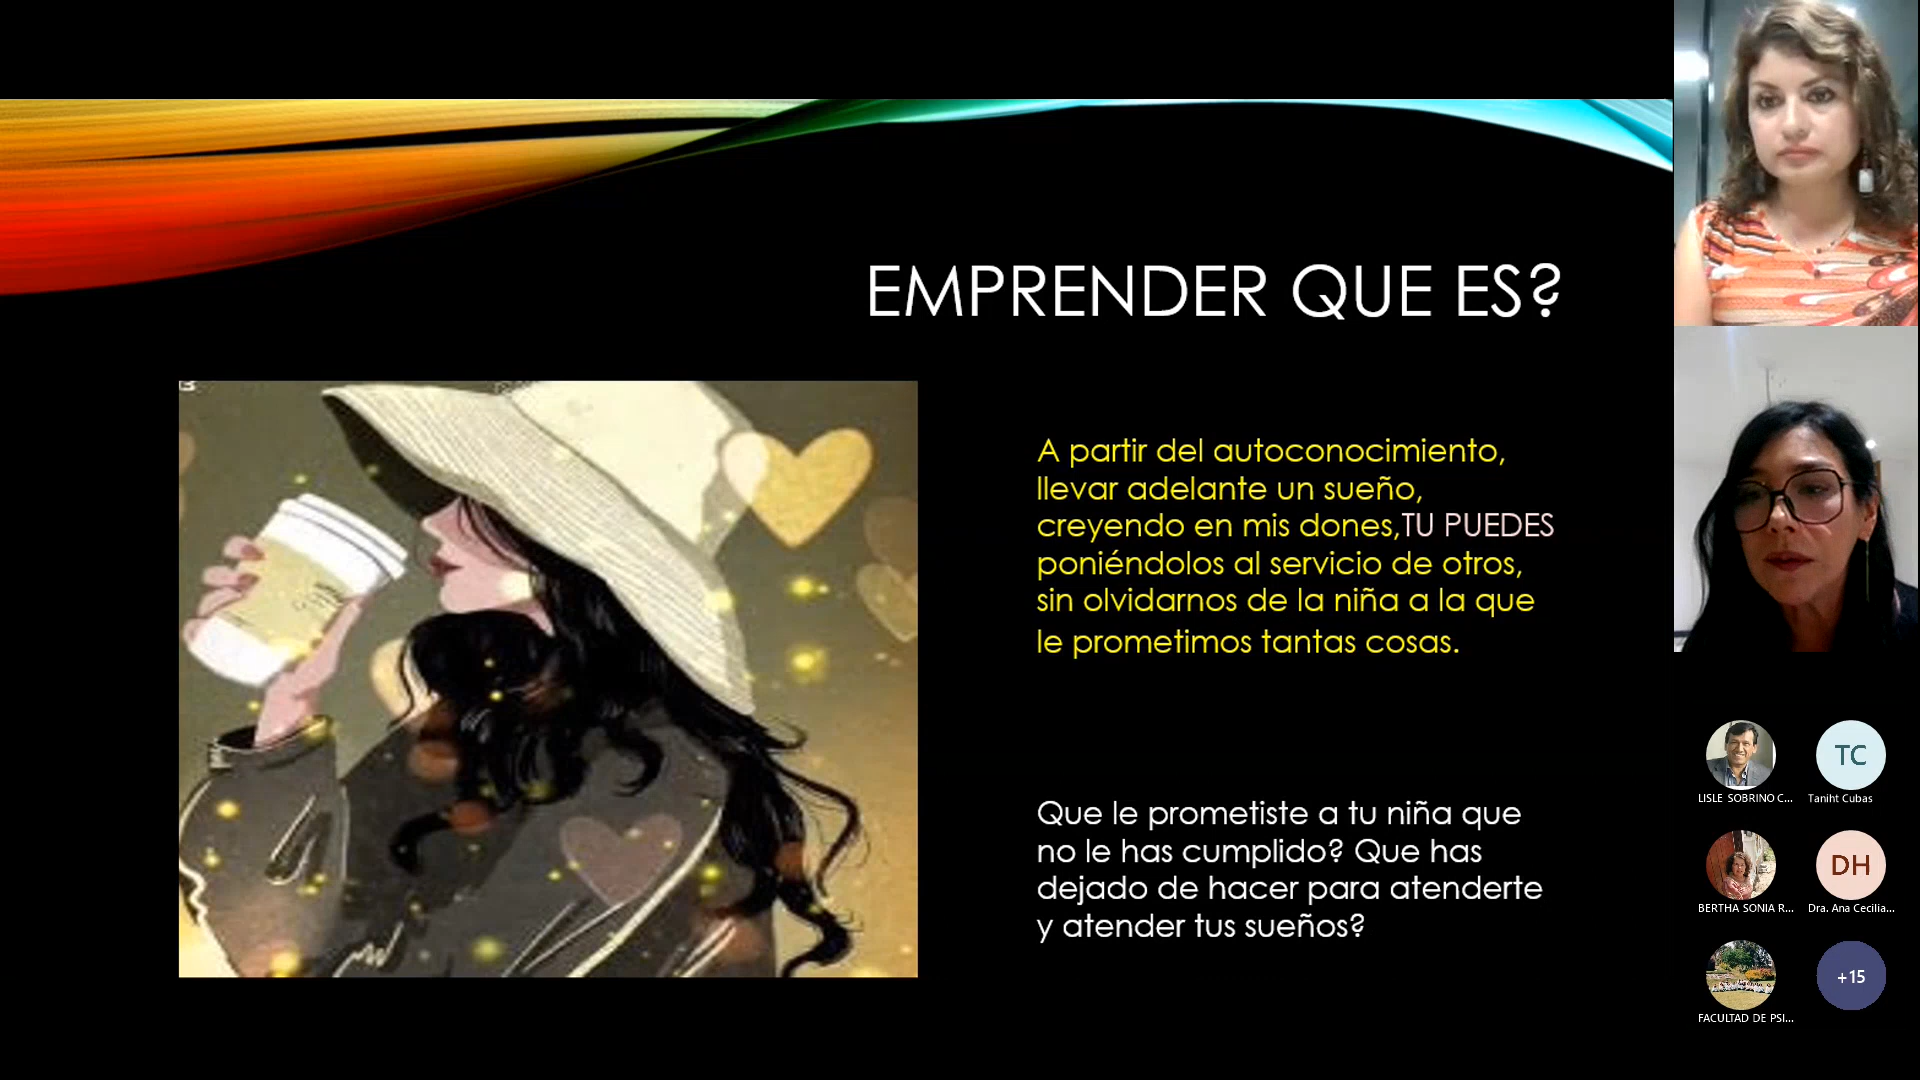 EMPRENDER QUE ES?
A partir del autoconocimiento,
llevar adelante un sueño,
creyendo en mis dones,TU PUEDES
poniéndolos al servicio de otros,
sin olvidarnos de la niña a la que
le prometimos tantas cosas.
Que le prometiste a tu niña que
no le has cumplido? Que has
dejado de hacer para atenderte
y atender tus sueños?
TC
LISLE SOBRINO C...
Taniht Cubas
DH
BERTHA SONIA R...
Dra. Ana Cecilia...
+15
FACULTAD DE PSI...